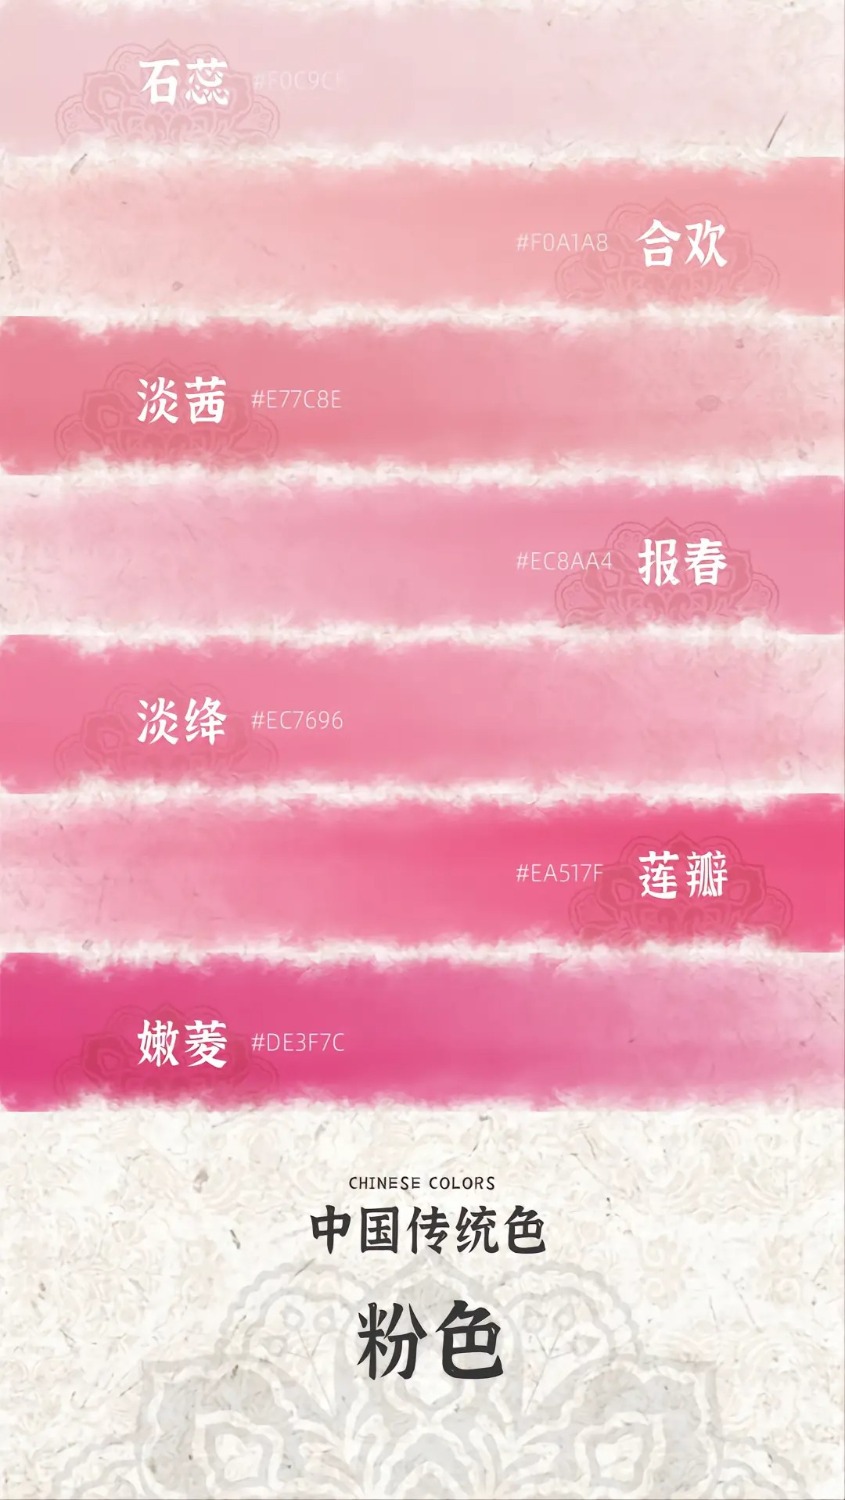 石蕊 #F0C9CF
#F0A1A8 合欢
淡茜 #E77C8E
#EC8AA4 报春
淡绛 #EC7696
#EA517F 莲瓣
嫩菱 #DE3F7C
CHINESE COLORS
中国传统色
粉色